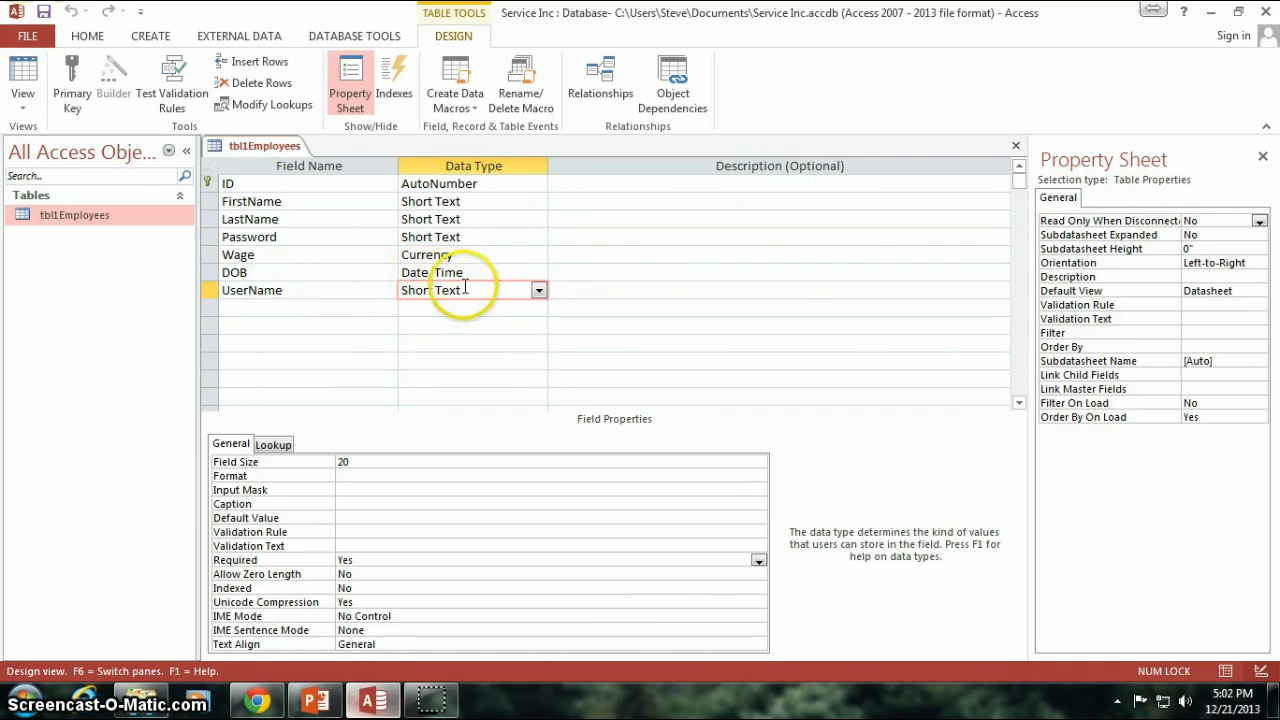 TABLE TOOLS
Service Inc : Database- C:\Users\Steve\Documents\Service Inc.accdb (Access 2007 - 2013 file format) - Access
?
FILE HOME CREATE EXTERNAL DATA DATABASE TOOLS DESIGN
Sign in
View
Primary Key
Builder
Test Validation Rules
Insert Rows
Delete Rows
Modify Lookups
Property Sheet
Indexes
Create Data Macros
Rename/ Delete Macro
Relationships
Object Dependencies
Views
Tools
Show/Hide
Field, Record & Table Events
Relationships
All Access Obje...
Search...
Tables
tbl1Employees
tbl1Employees
Field Name Data Type Description (Optional)
ID AutoNumber
FirstName Short Text
LastName Short Text
Password Short Text
Wage Currency
DOB Date/Time
UserName Short Text
Field Properties
General Lookup
Field Size 20
Format
Input Mask
Caption
Default Value
Validation Rule
Validation Text
Required Yes
Allow Zero Length No
Indexed No
Unicode Compression Yes
IME Mode No Control
IME Sentence Mode None
Text Align General
The data type determines the kind of values
that users can store in the field. Press F1 for
help on data types.
Property Sheet
Selection type: Table Properties
General
Read Only When Disconnect No
Subdatasheet Expanded No
Subdatasheet Height 0"
Orientation Left-to-Right
Description
Default View Datasheet
Validation Rule
Validation Text
Filter
Order By
Subdatasheet Name [Auto]
Link Child Fields
Link Master Fields
Filter On Load No
Order By On Load Yes
Design view. F6 = Switch panes. F1 = Help.
NUM LOCK
Screencast-O-Matic.com
5:02 PM
12/21/2013